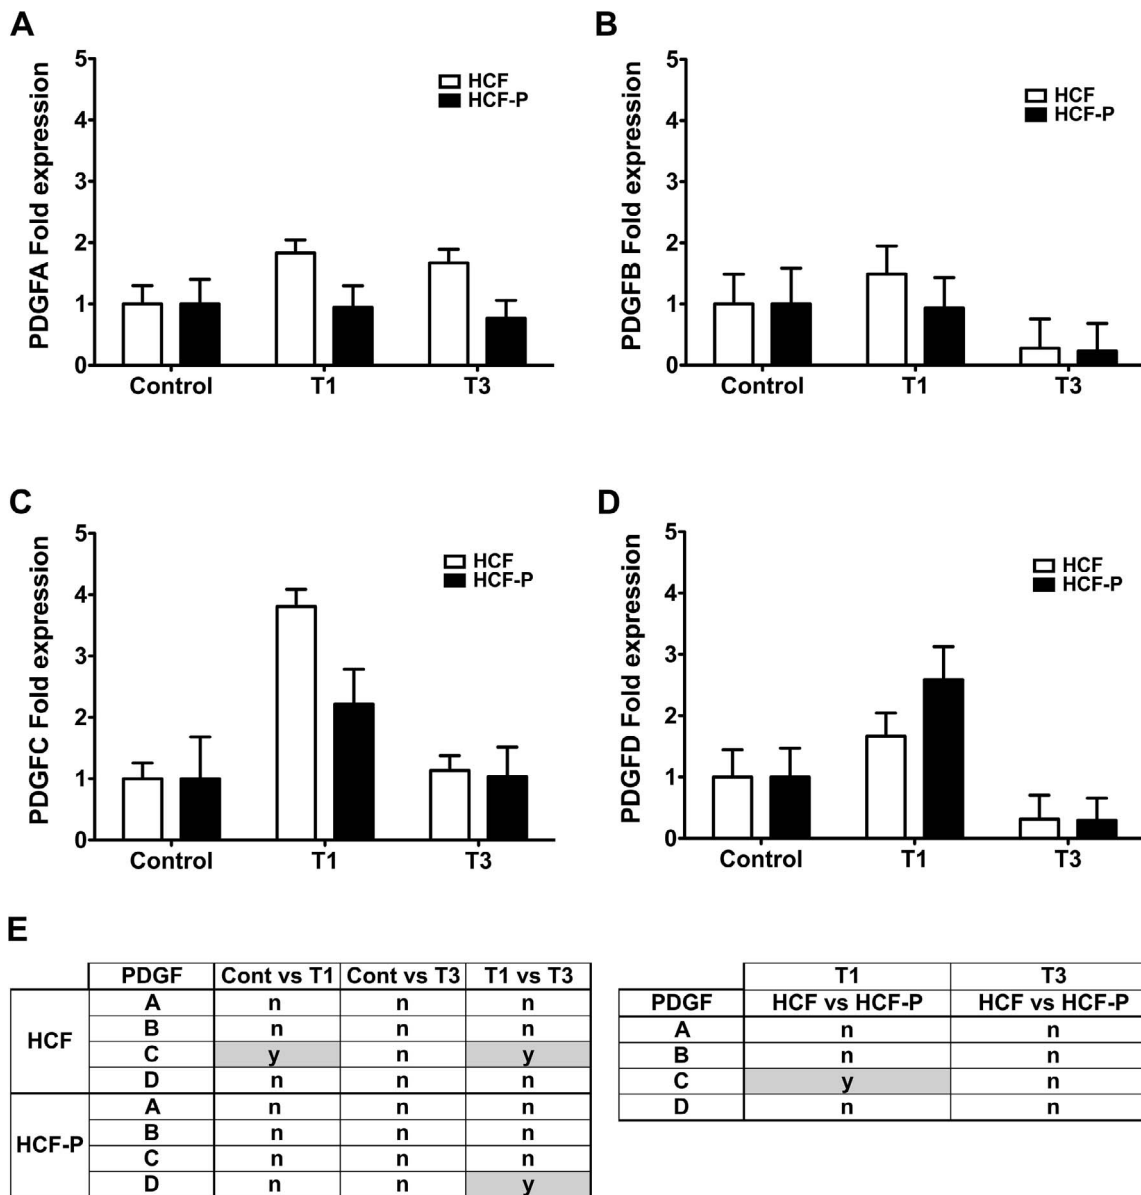 A
PDGFA Fold expression
5
4
3
2
1
0
HCF
HCF-P
Control T1 T3
B
PDGFB Fold expression
5
4
3
2
1
0
HCF
HCF-P
Control T1 T3
C
PDGFC Fold expression
5
4
3
2
1
0
HCF
HCF-P
Control T1 T3
D
PDGFD Fold expression
5
4
3
2
1
0
HCF
HCF-P
Control T1 T3
E
PDGF Cont vs T1 Cont vs T3 T1 vs T3
HCF
A n n n
B n n n
C y n y
D n n n
HCF-P
A n n n
B n n n
C n n n
D n n y
T1 T3
PDGF HCF vs HCF-P HCF vs HCF-P
A n n
B n n
C y n
D n n